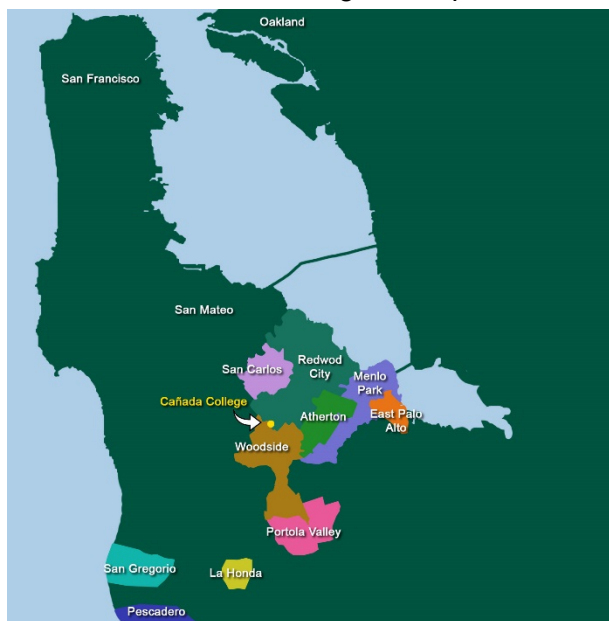 Oakland
San Francisco
San Mateo
Redwod
City
San Carlos
Menlo
Park
Cañada College
Atherton
East Palo
Alto
Woodside
Portola Valley
San Gregorio
La Honda
Pescadero